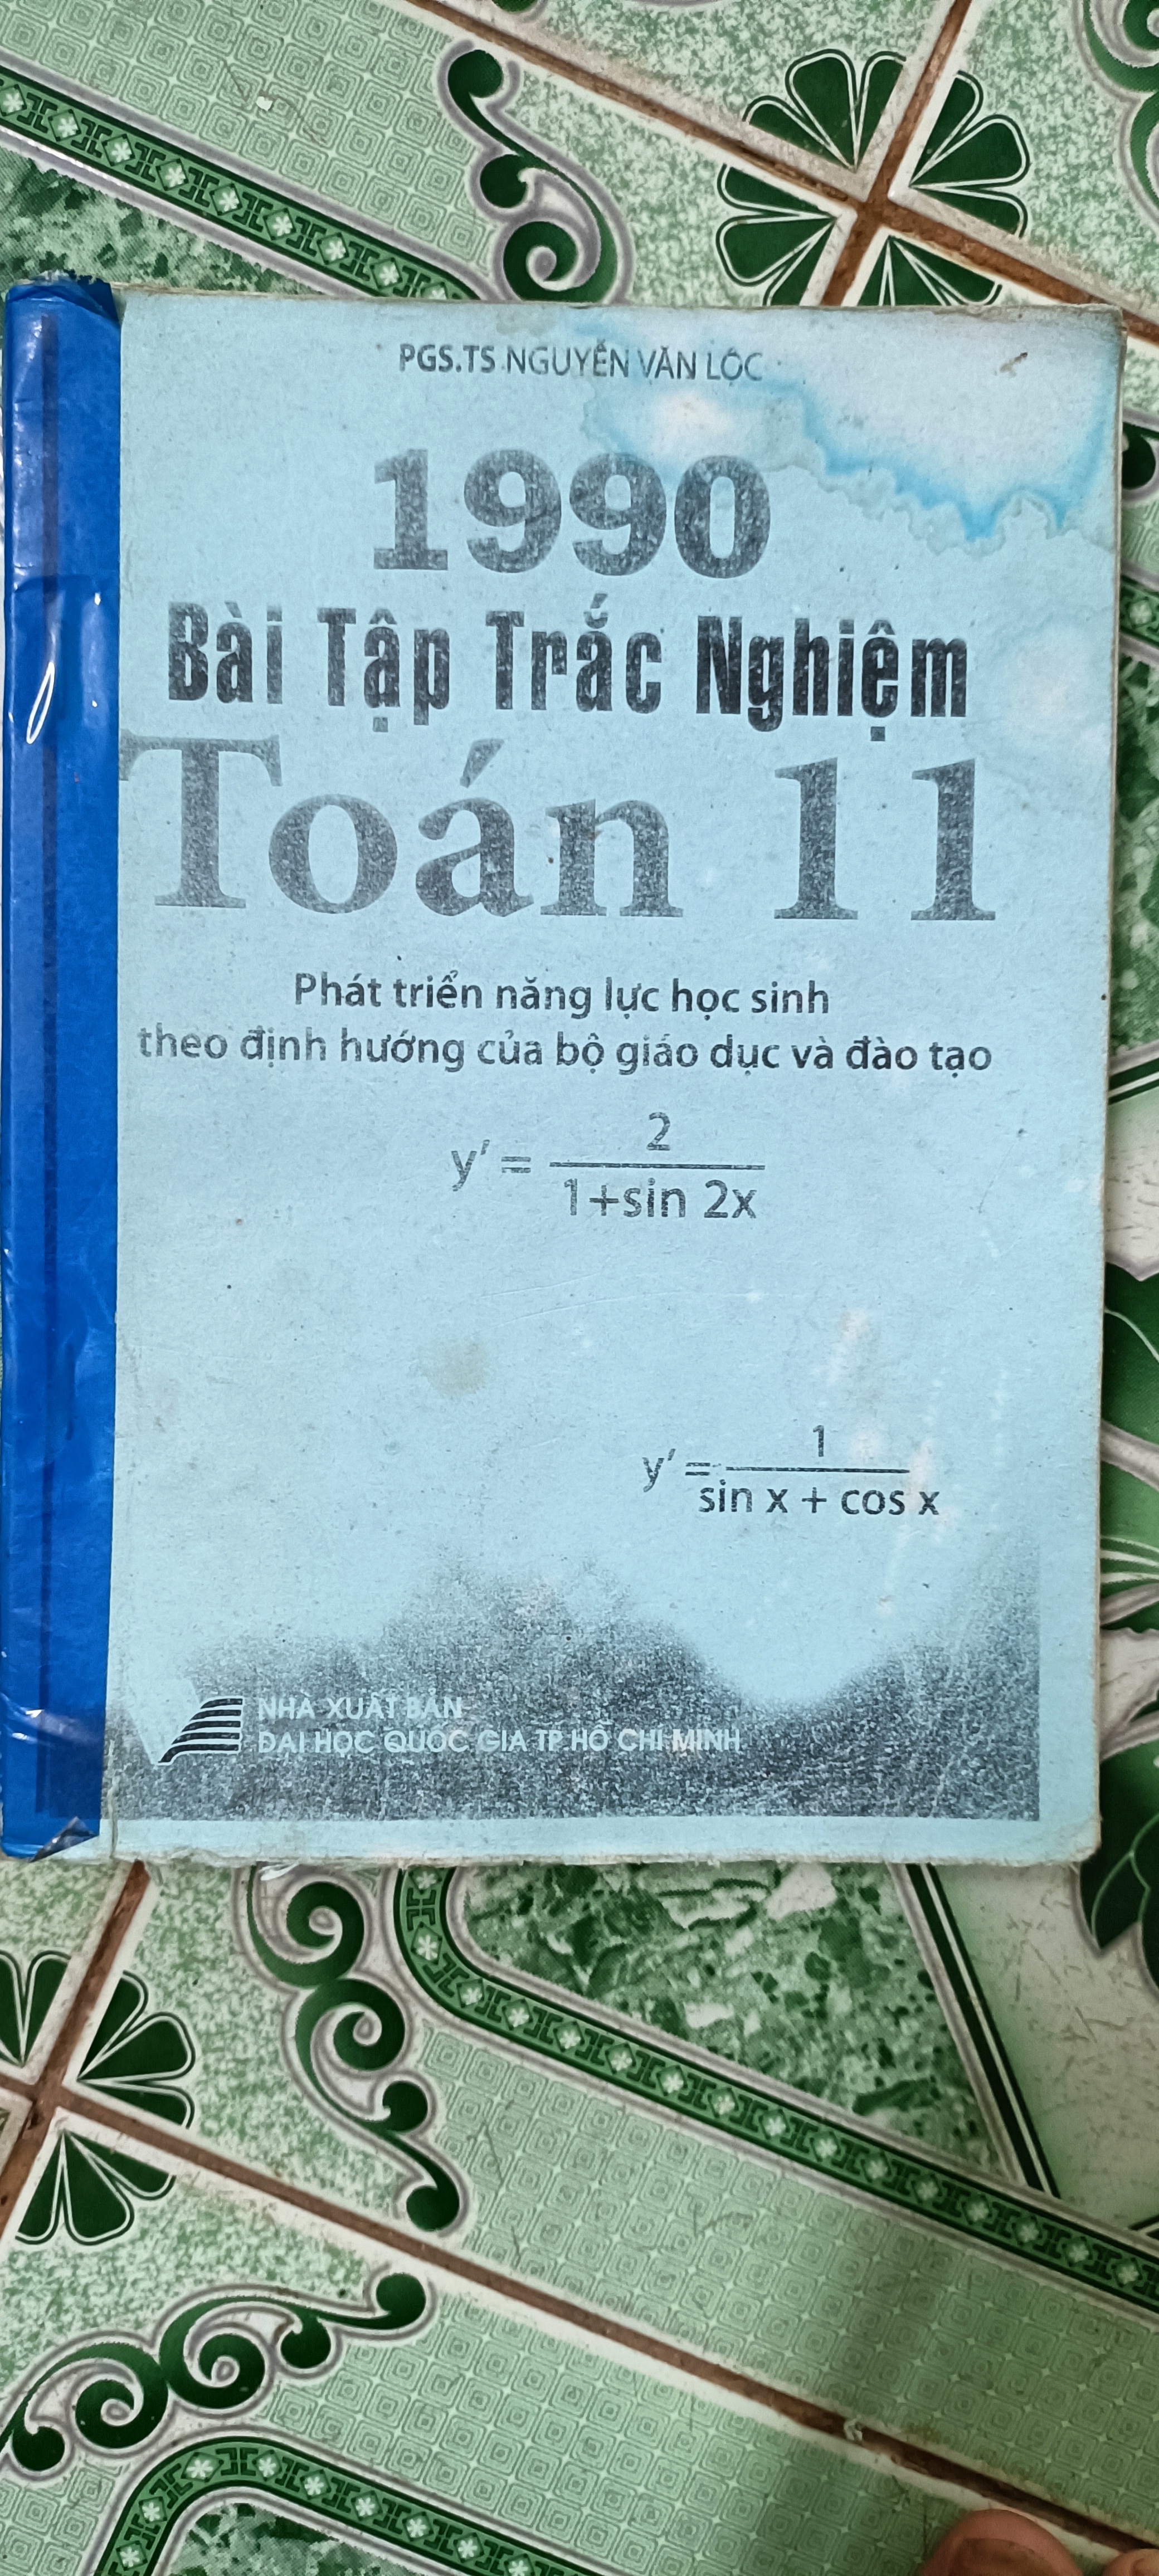 PGS.TS NGUYỄN VĂN LỘC
1990
Bài Tập Trắc Nghiệm
Toán 11
Phát triển năng lực học sinh
theo định hướng của bộ giáo dục và đào tạo
y' = 2 / (1+sin 2x)
y' = 1 / (sin x + cos x)
NHÀ XUẤT BẢN
ĐẠI HỌC QUỐC GIA TP HỒ CHÍ MINH